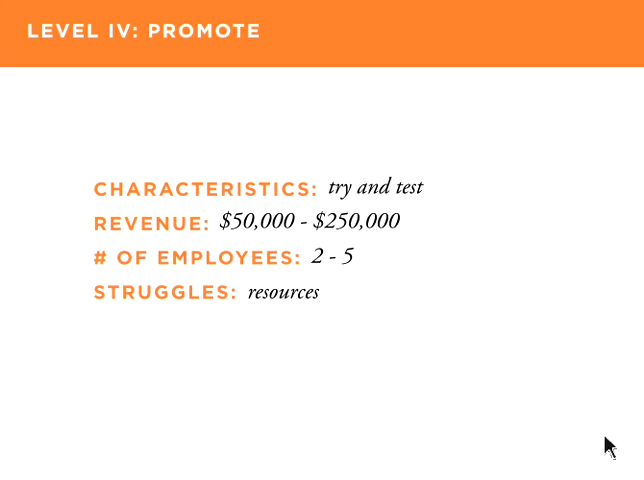 LEVEL IV: PROMOTE
CHARACTERISTICS: try and test
REVENUE: $50,000 - $250,000
# OF EMPLOYEES: 2 - 5
STRUGGLES: resources